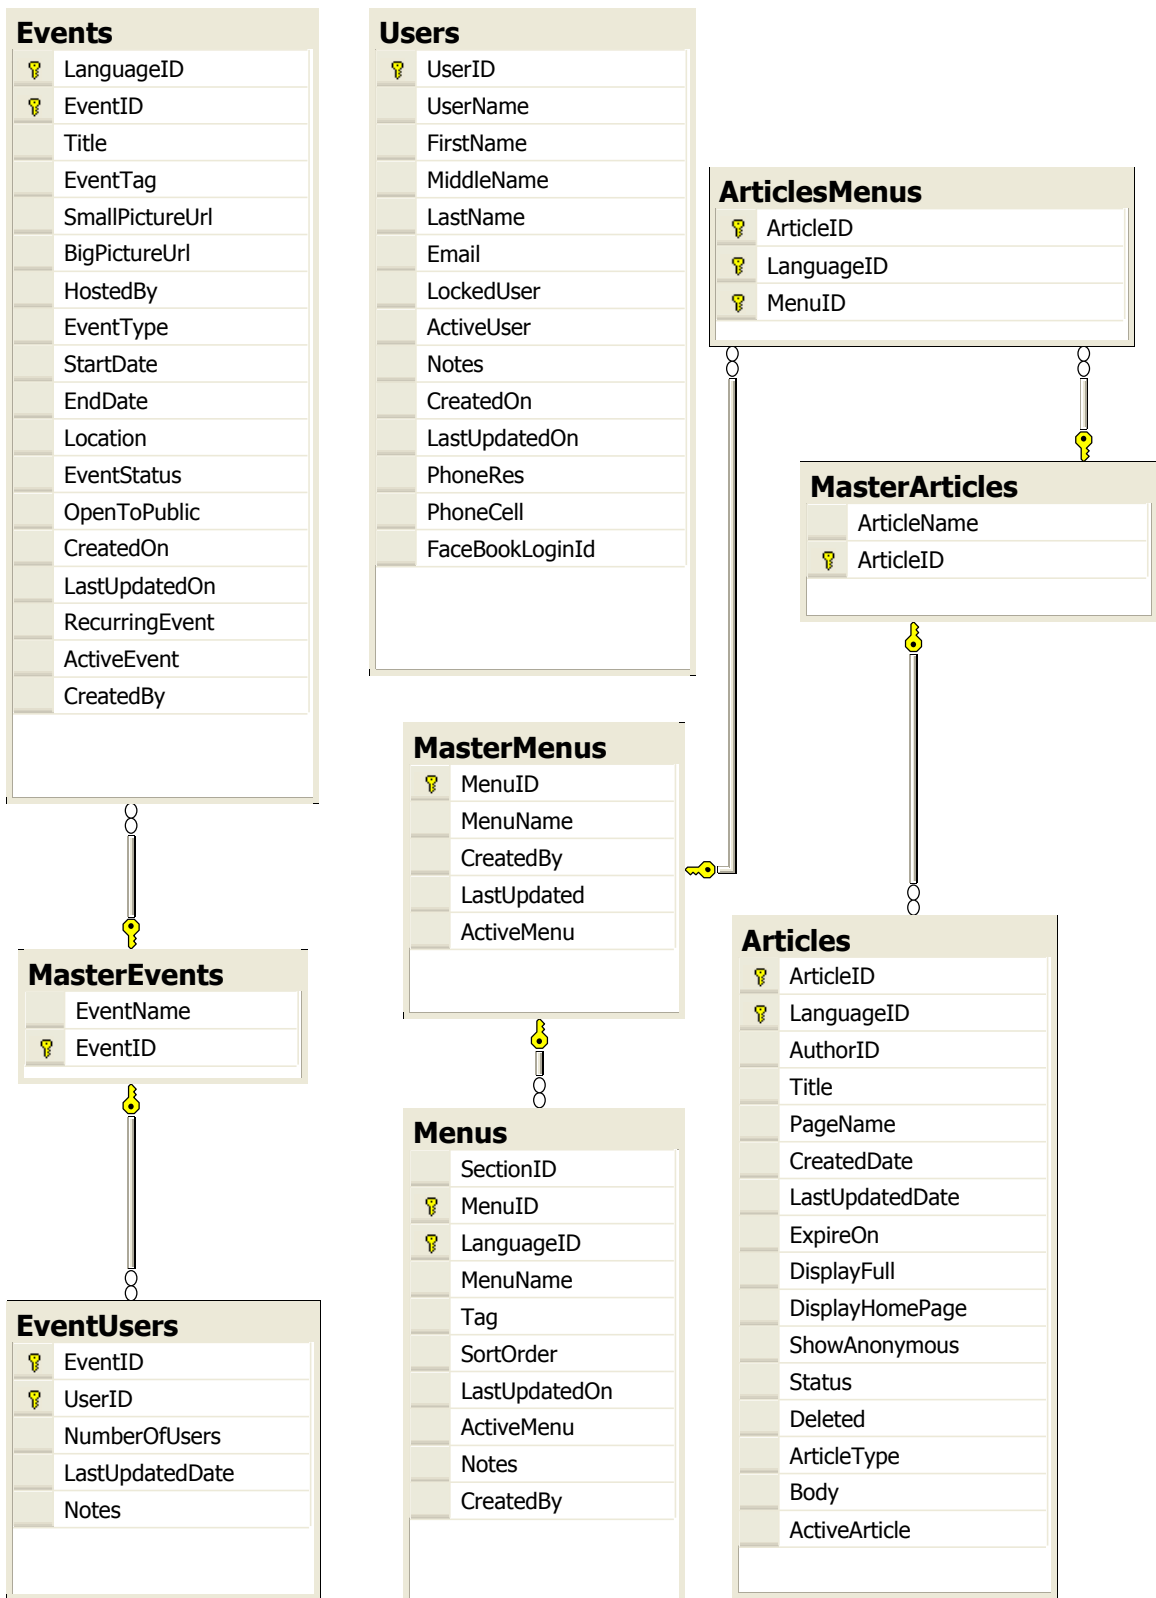 Events
LanguageID
EventID
Title
EventTag
SmallPictureUrl
BigPictureUrl
HostedBy
EventType
StartDate
EndDate
Location
EventStatus
OpenToPublic
CreatedOn
LastUpdatedOn
RecurringEvent
ActiveEvent
CreatedBy
Users
UserID
UserName
FirstName
MiddleName
LastName
Email
LockedUser
ActiveUser
Notes
CreatedOn
LastUpdatedOn
PhoneRes
PhoneCell
FaceBookLoginId
ArticlesMenus
ArticleID
LanguageID
MenuID
MasterArticles
ArticleName
ArticleID
MasterMenus
MenuID
MenuName
CreatedBy
LastUpdated
ActiveMenu
MasterEvents
EventName
EventID
Articles
ArticleID
LanguageID
AuthorID
Title
PageName
CreatedDate
LastUpdatedDate
ExpireOn
DisplayFull
DisplayHomePage
ShowAnonymous
Status
Deleted
ArticleType
Body
ActiveArticle
Menus
SectionID
MenuID
LanguageID
MenuName
Tag
SortOrder
LastUpdatedOn
ActiveMenu
Notes
CreatedBy
EventUsers
EventID
UserID
NumberOfUsers
LastUpdatedDate
Notes